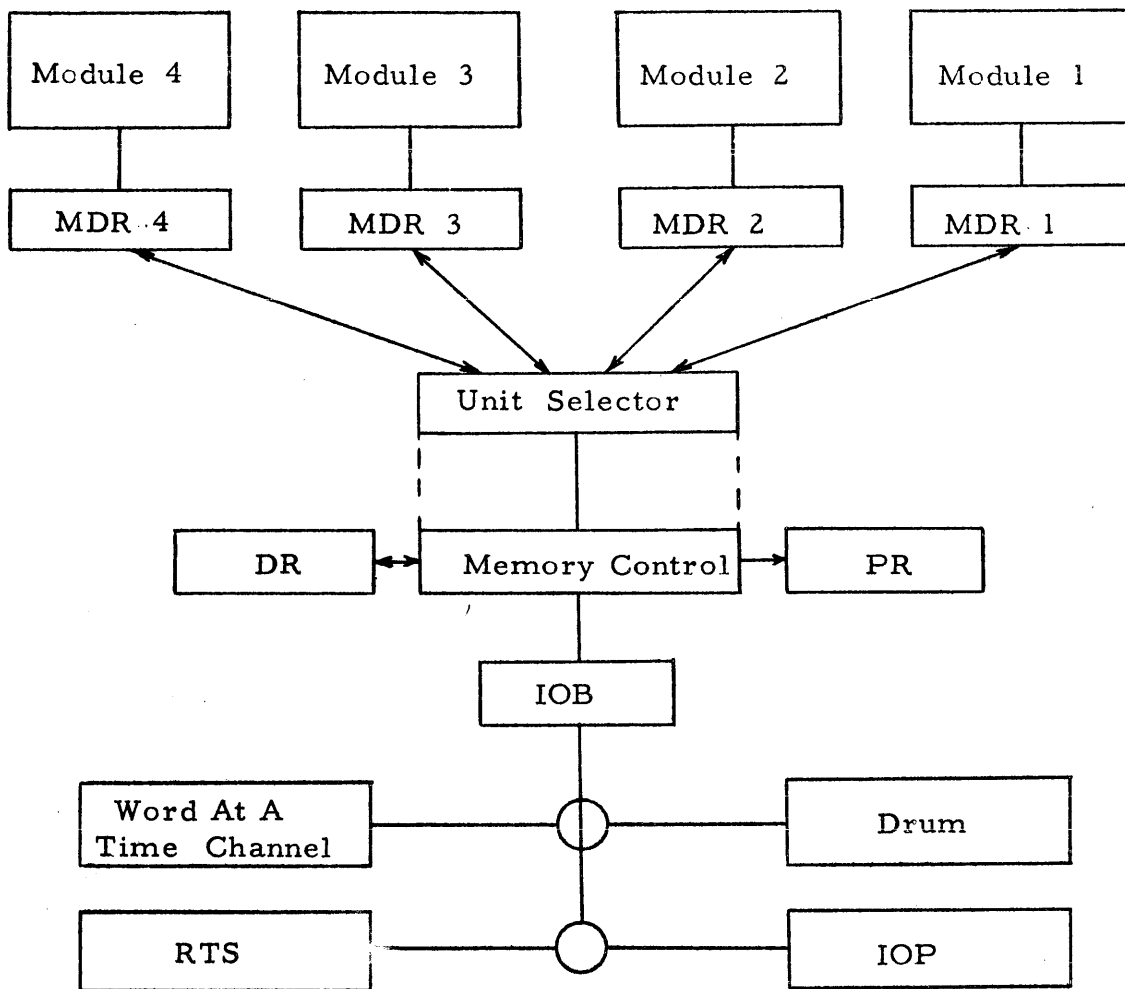 Module 4
Module 3
Module 2
Module 1
MDR 4
MDR 3
MDR 2
MDR 1
Unit Selector
DR
Memory Control
PR
IOB
Word At A
Time Channel
Drum
RTS
IOP